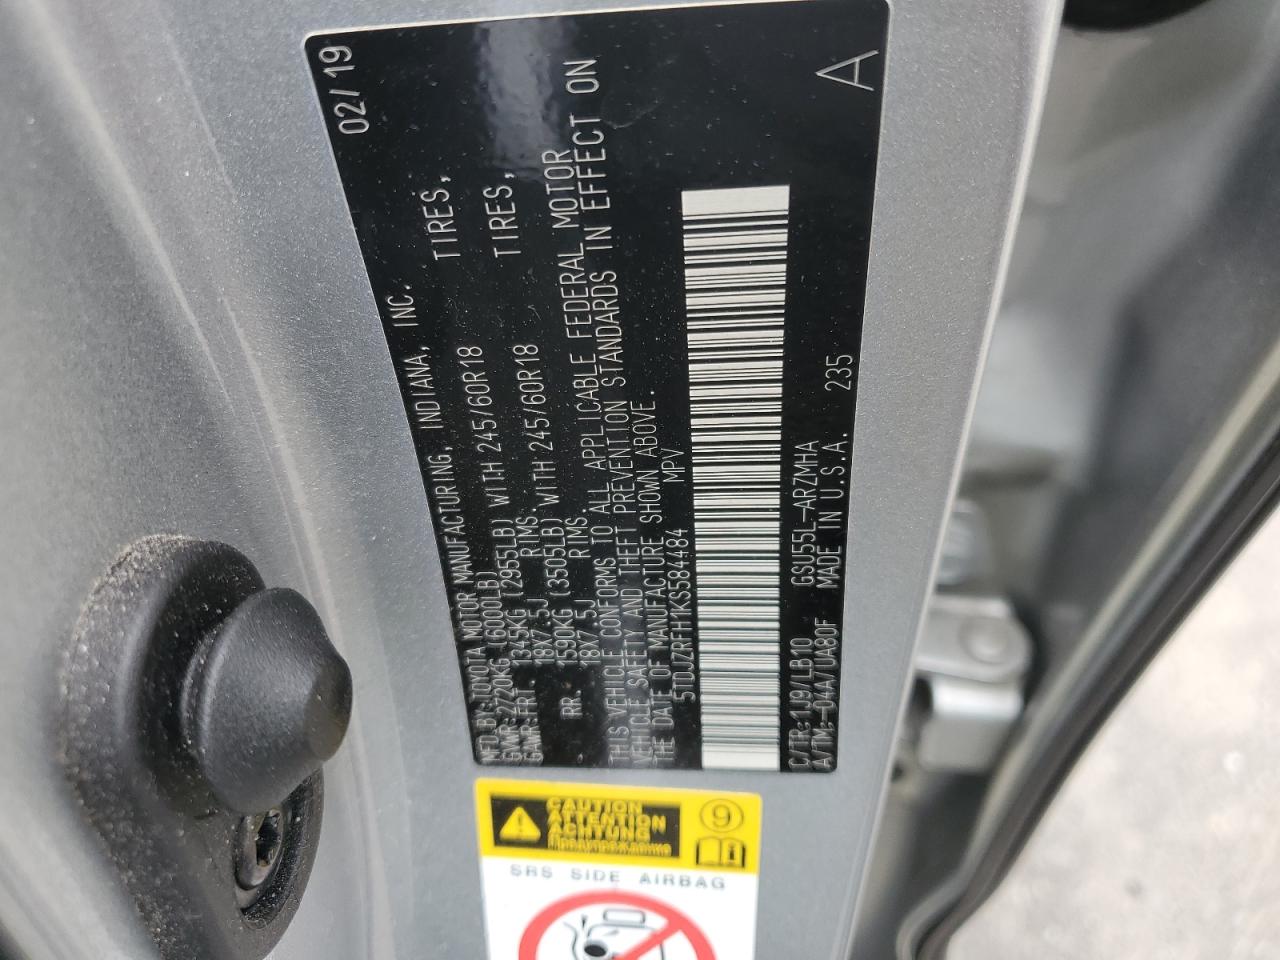 MFD.BY:TOYOTA MOTOR MANUFACTURING, INDIANA, INC. 02/19
GVWR:2720KG (6000LB)
GAWR:FRT. 1345KG (2955LB) WITH 245/60R18 TIRES,
18X7.5J RIMS.
RR. 1590KG (3505LB) WITH 245/60R18 TIRES,
18X7.5J RIMS.
THIS VEHICLE CONFORMS TO ALL APPLICABLE FEDERAL MOTOR
VEHICLE SAFETY AND THEFT PREVENTION STANDARDS IN EFFECT ON
THE DATE OF MANUFACTURE SHOWN ABOVE.
5TDJZRFH1KS584484 MPV
C/TR:1J9/LB10 GSU55L-ARZMHA
A/TM:-04A/UA80F MADE IN U.S.A. 235
A
CAUTION
ATTENTION
ACHTUNG
Предупреждение
9
i
SRS SIDE AIRBAG